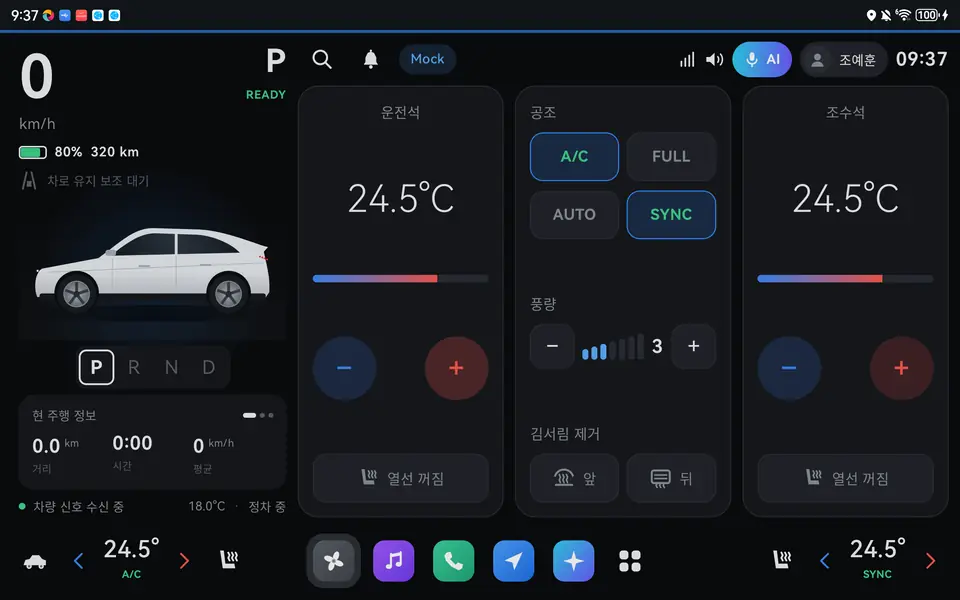 9:37
100
0
P
READY
km/h
80% 320 km
차로 유지 보조 대기
P R N D
현 주행 정보
0.0 km
거리
0:00
시간
0 km/h
평균
차량 신호 수신 중
18.0°C · 정차 중
Mock
AI
조예훈
09:37
운전석
24.5°C
−
+
열선 꺼짐
공조
A/C
FULL
AUTO
SYNC
풍량
− 3 +
김서림 제거
앞
뒤
조수석
24.5°C
−
+
열선 꺼짐
24.5°
A/C
24.5°
SYNC